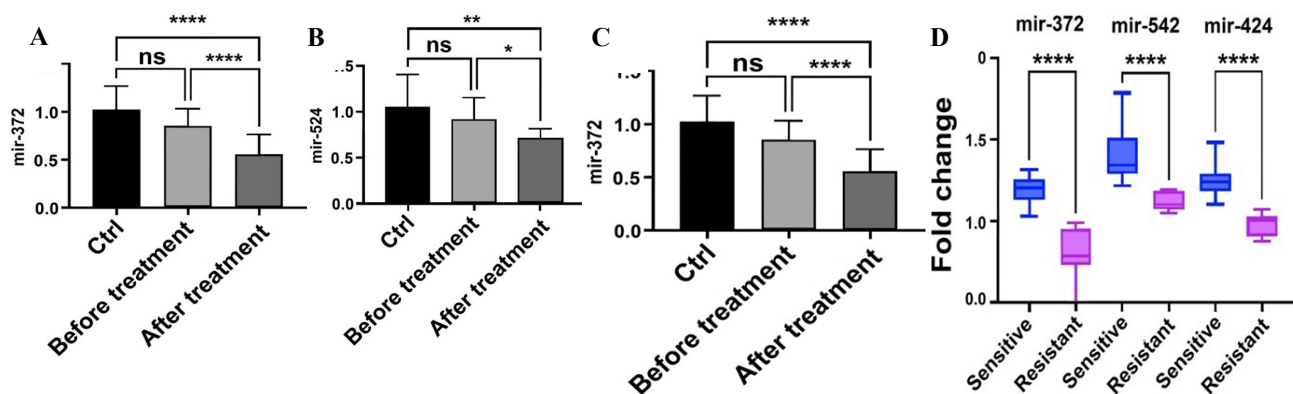 A
****
ns
****
mir-372
1.0
0.5
0.0
Ctrl
Before treatment
After treatment
B
**
ns
*
mir-524
1.0
0.5
0.0
Ctrl
Before treatment
After treatment
C
****
ns
****
mir-372
1.0
0.5
0.0
Ctrl
Before treatment
After treatment
D
mir-372 mir-542 mir-424
**** **** ****
Fold change
0
1.5
1.0
0.0
Sensitive
Resistant
Sensitive
Resistant
Sensitive
Resistant